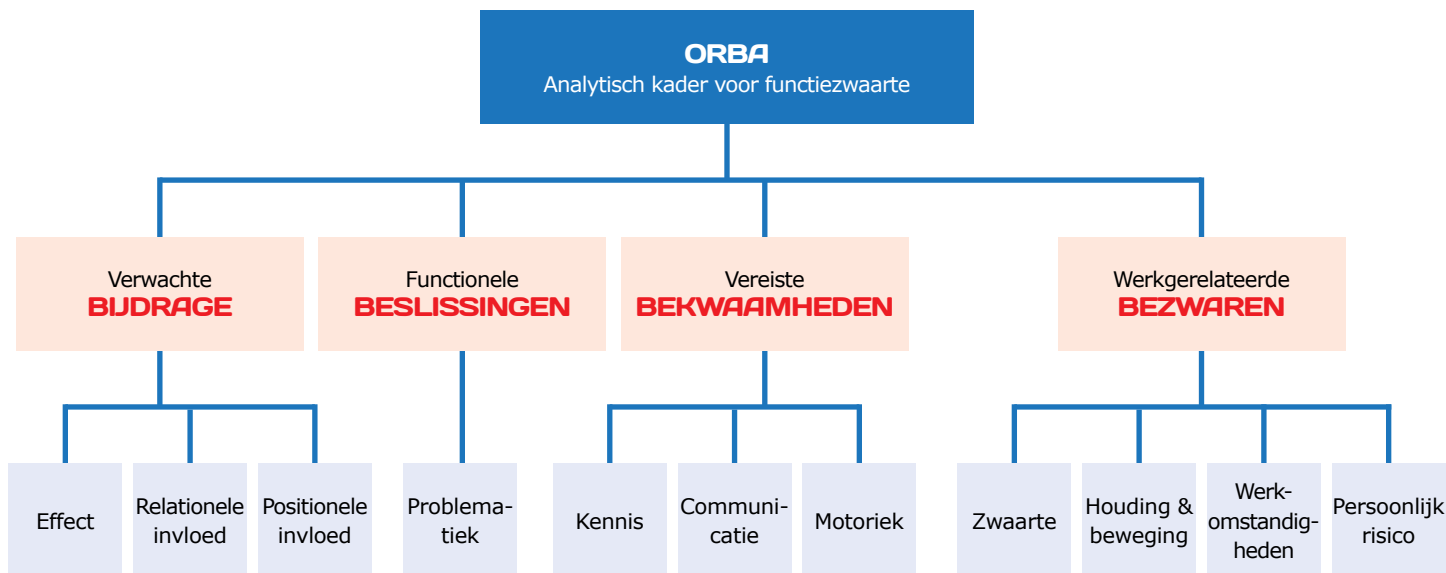 ORBA
Analytisch kader voor functiezwaarte
Verwachte
BIJDRAGE
Functionele
BESLISSINGEN
Vereiste
BEKWAAMHEDEN
Werkgerelateerde
BEZWAREN
Effect
Relationele
invloed
Positionele
invloed
Problema-
tiek
Kennis
Communi-
catie
Motoriek
Zwaarte
Houding &
beweging
Werk-
omstandig-
heden
Persoonlijk
risico